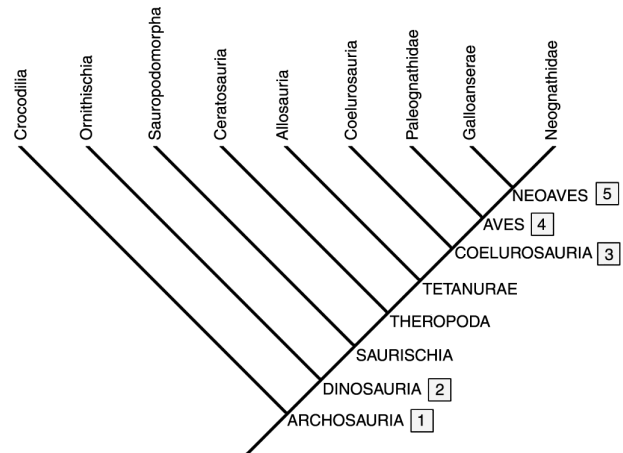 Crocodilia
Ornithischia
Sauropodomorpha
Ceratosauria
Allosauria
Coelurosauria
Paleognathidae
Galloanserae
Neognathidae
NEOAVES 5
AVES 4
COELUROSAURIA 3
TETANURAE
THEROPODA
SAURISCHIA
DINOSAURIA 2
ARCHOSAURIA 1